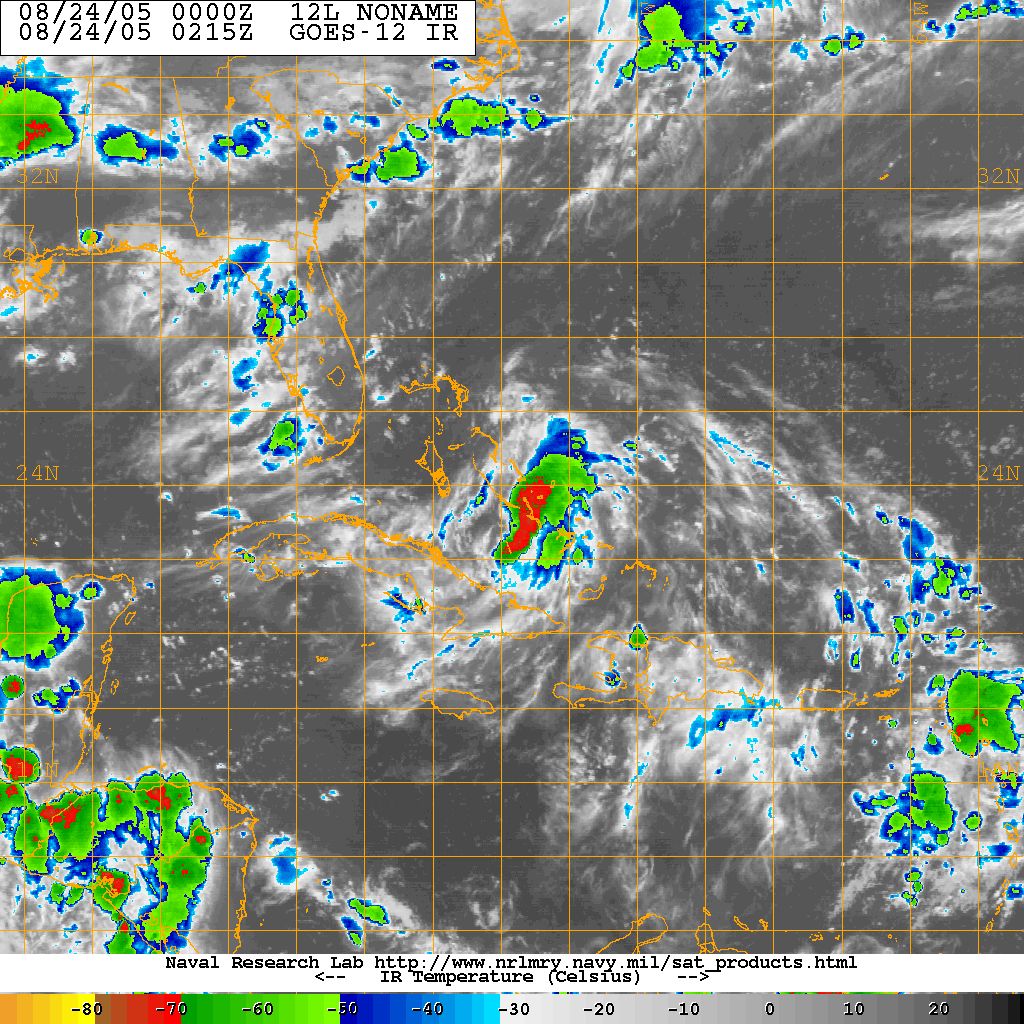 08/24/05 0000Z 12L NONAME
08/24/05 0215Z GOES-12 IR
32N 32N
24N 24N
Naval Research Lab http://www.nrlmry.navy.mil/sat_products.html
<-- IR Temperature (Celsius) -->
-80 -70 -60 -50 -40 -30 -20 -10 0 10 20